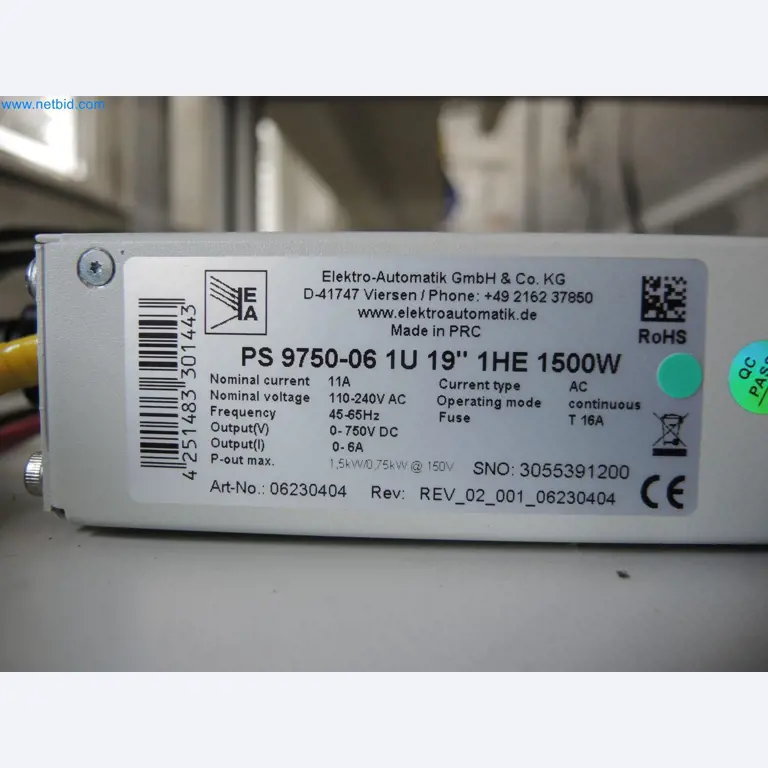 www.netbid.com
EA
Elektro-Automatik GmbH & Co. KG
D-41747 Viersen / Phone: +49 2162 37850
www.elektroautomatik.de
Made in PRC
RoHS
PS 9750-06 1U 19" 1HE 1500W
Nominal current 11A Current type AC
Nominal voltage 110-240V AC Operating mode continuous
Frequency 45-65Hz Fuse T 16A
Output(V) 0-750V DC
Output(I) 0-6A
P-out max. 1,5kW/0,75kW @ 150V SNO: 3055391200
Art-No.: 06230404 Rev: REV_02_001_06230404 CE
4 251483 301443
QC